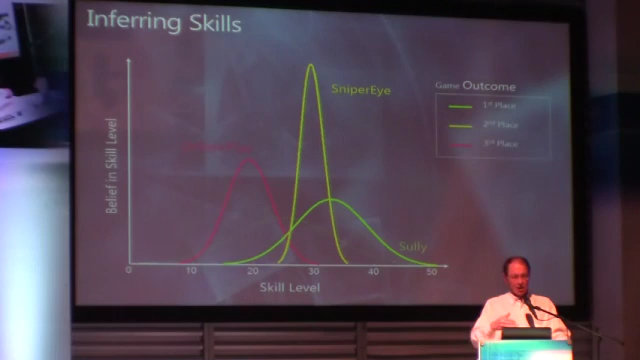 Inferring Skills
SniperEye
Game Outcome
1st Place
2nd Place
3rd Place
Belief in Skill Level
Sully
0 10 20 30 40 50
Skill Level